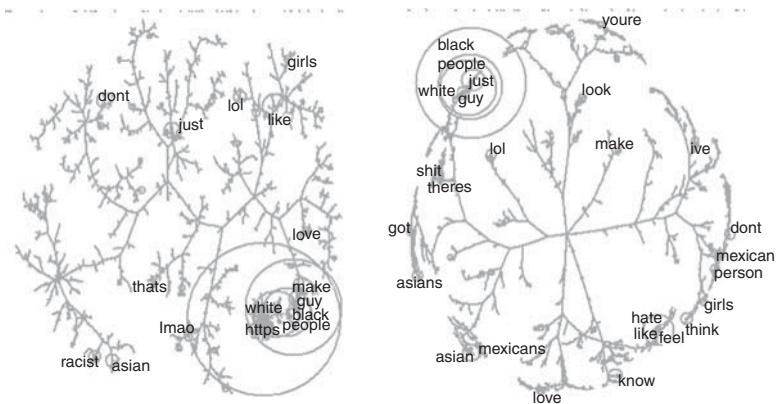 girls
dont
lol
like
just
love
thats
make
guy
white
black
https
people
lmao
racist
asian
youre
black
people
just
white
guy
look
lol
make
ive
shit
theres
got
dont
mexican
person
asians
girls
hate
think
like
feel
asian
mexicans
know
love